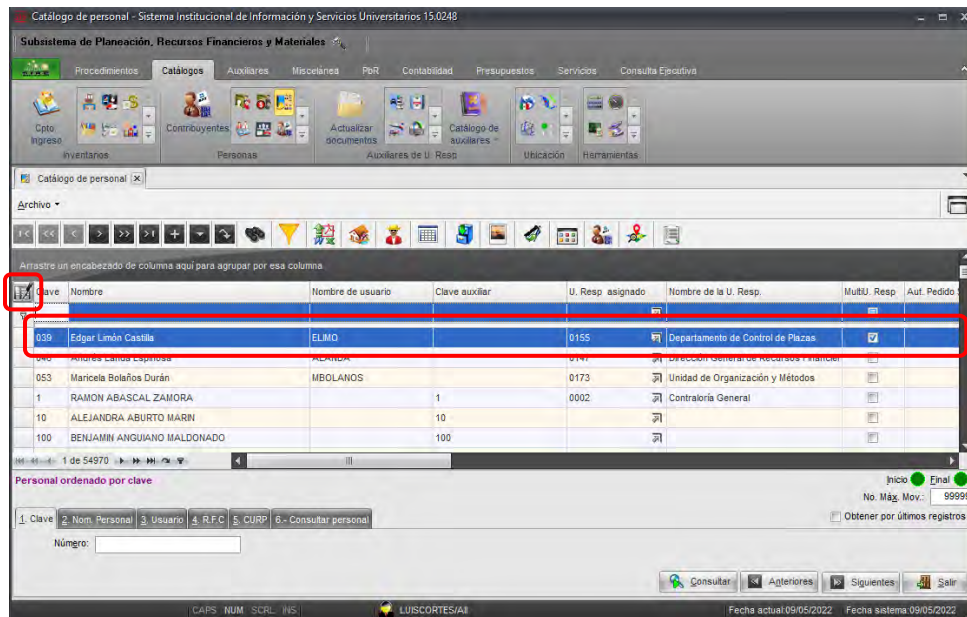 Catálogo de personal - Sistema Institucional de Información y Servicios Universitarios 15.0248
Subsistema de Planeación, Recursos Financieros y Materiales
Procedimientos Catálogos Auxiliares Miscelánea PbR Contabilidad Presupuestos Servicios Consulta Ejecutiva
Cpto ingreso
Contribuyentes
Actualizar documentos
Catálogo de auxiliares
Inventarios Personas Auxiliares de U. Resp Ubicación Herramientas
Catálogo de personal
Archivo
Arrastre un encabezado de columna aquí para agrupar por esa columna
Clave Nombre Nombre de usuario Clave auxiliar U. Resp asignado Nombre de la U. Resp. MultiU. Resp Aut. Pedido
039 Edgar Limón Castilla ELIMO 0155 Departamento de Control de Plazas
046 Andrés Landa Espinosa ALANDA 0147 Dirección General de Recursos Financier
053 Maricela Bolaños Durán MBOLANOS 0173 Unidad de Organización y Métodos
1 RAMON ABASCAL ZAMORA 1 0002 Contraloría General
10 ALEJANDRA ABURTO MARIN 10
100 BENJAMIN ANGUIANO MALDONADO 100
1 de 54970
Personal ordenado por clave
Inicio Final
No. Máx. Mov.: 99999
1. Clave 2. Nom. Personal 3. Usuario 4. R.F.C 5. CURP 6.- Consultar personal
Obtener por últimos registros
Número:
Consultar Anteriores Siguientes Salir
CAPS NUM SCRL INS LUISCORTES/All Fecha actual:09/05/2022 Fecha sistema:09/05/2022